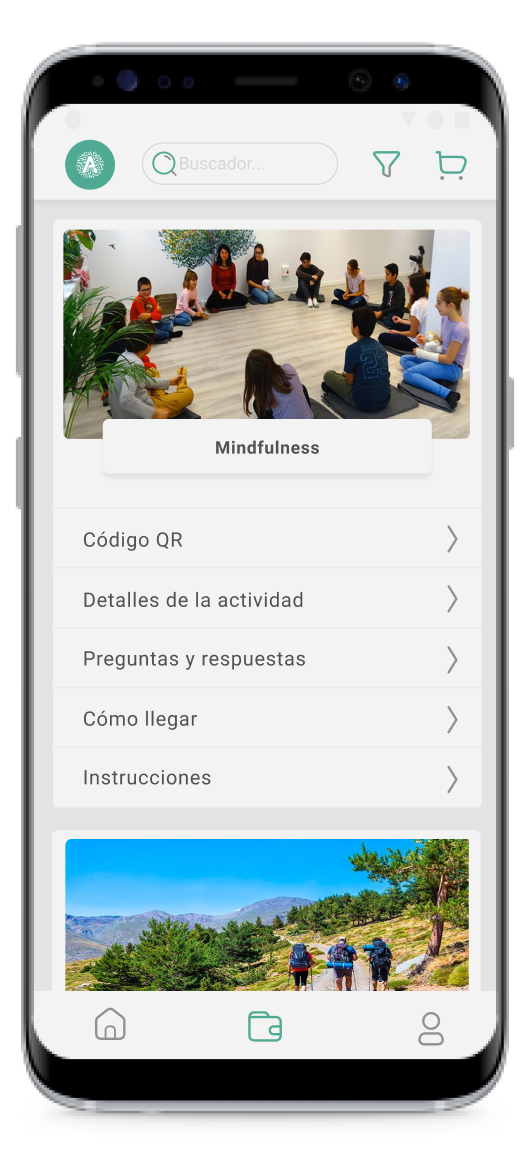 A
Buscador...
Mindfulness
Código QR
Detalles de la actividad
Preguntas y respuestas
Cómo llegar
Instrucciones